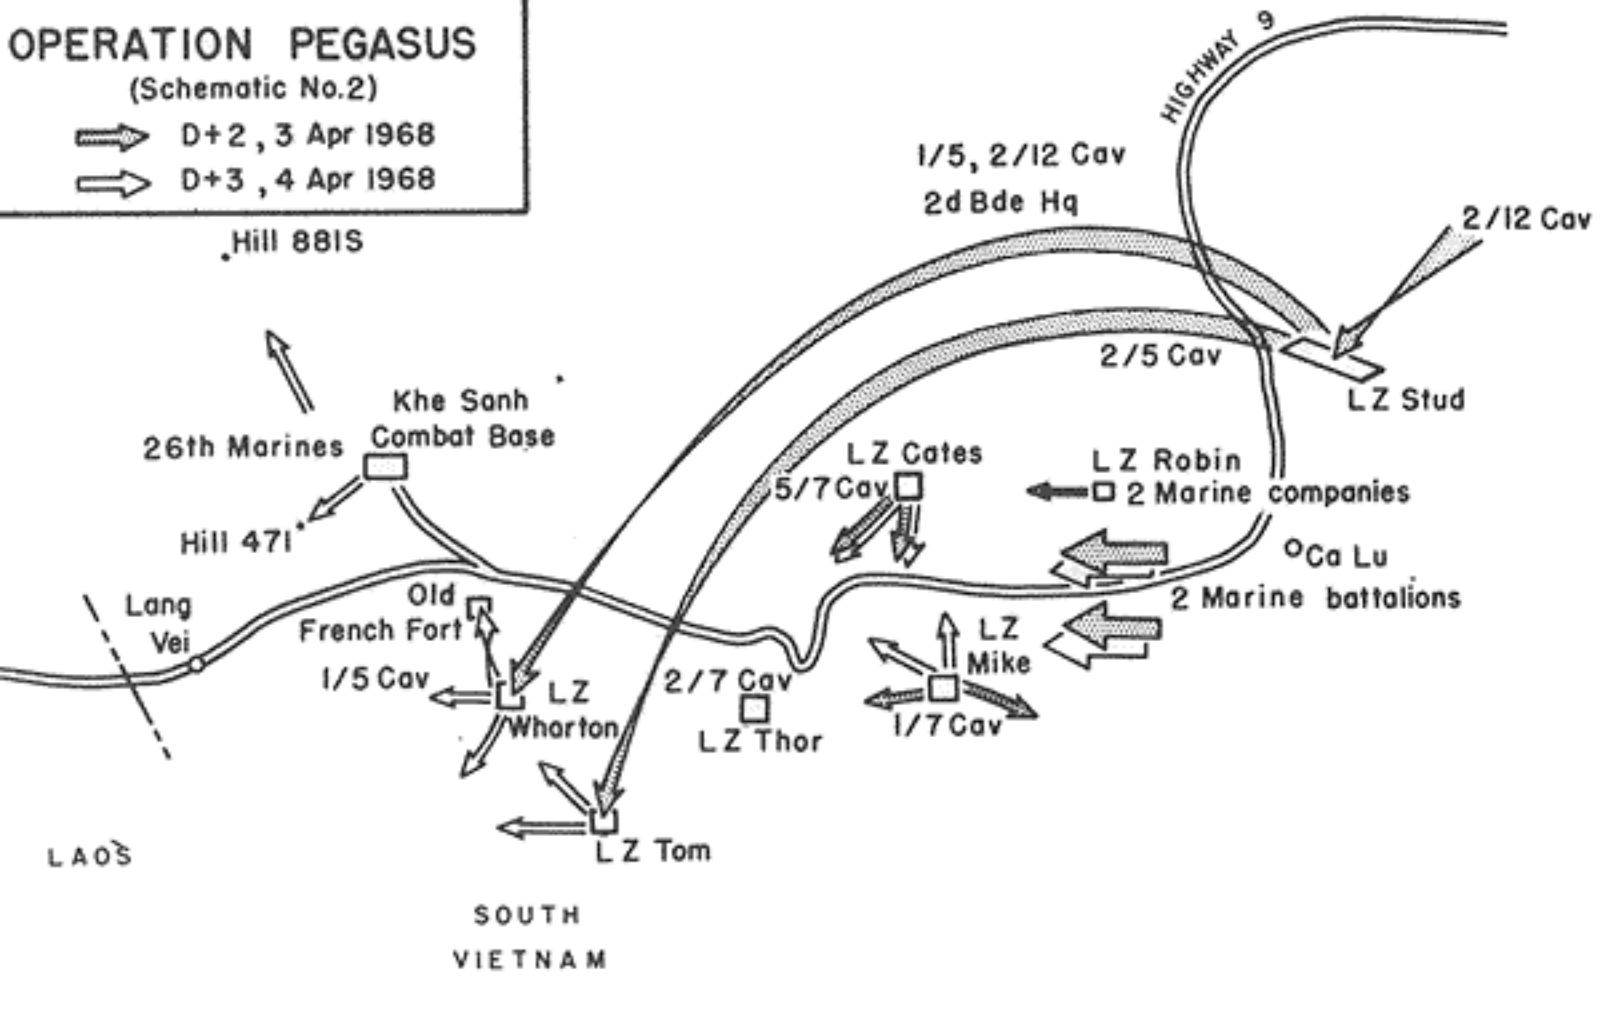 OPERATION PEGASUS
(Schematic No.2)
D+2, 3 Apr 1968
D+3, 4 Apr 1968
HIGHWAY 9
1/5, 2/12 Cav
2d Bde Hq
2/12 Cav
Hill 881S
2/5 Cav
LZ Stud
Khe Sanh
Combat Base
26th Marines
LZ Cates
5/7 Cav
LZ Robin
2 Marine companies
Hill 471
Ca Lu
2 Marine battalions
Lang
Vei
Old
French Fort
1/5 Cav
LZ
Wharton
2/7 Cav
LZ Thor
LZ
Mike
1/7 Cav
LZ Tom
LAOS
SOUTH
VIETNAM